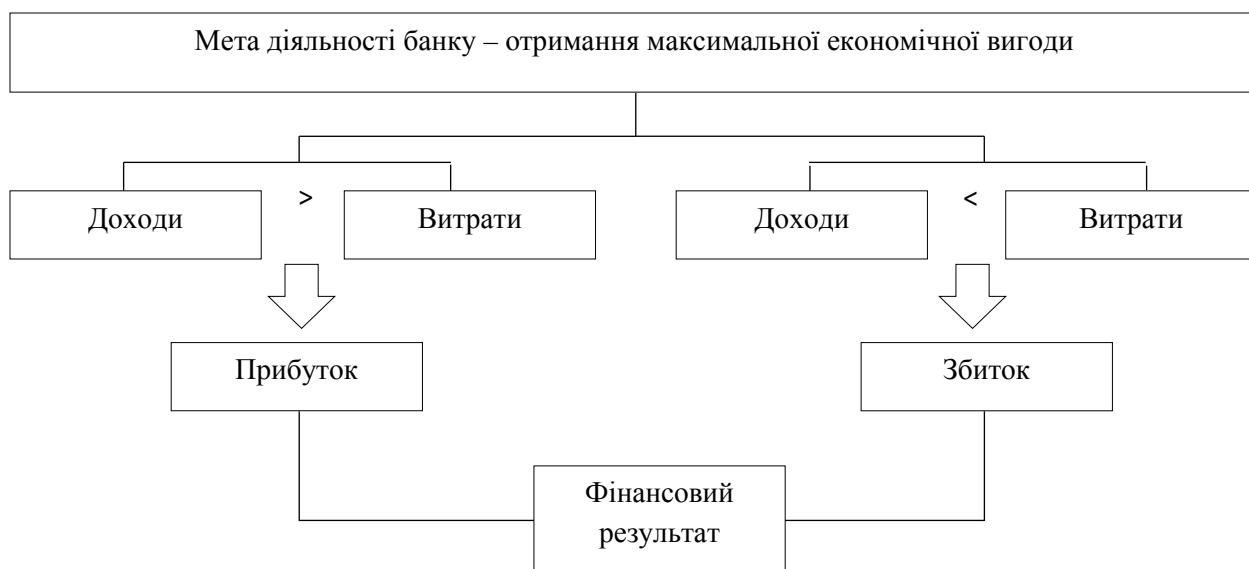 Мета діяльності банку – отримання максимальної економічної вигоди
> <
Доходи Витрати Доходи Витрати
Прибуток Збиток
Фінансовий
результат